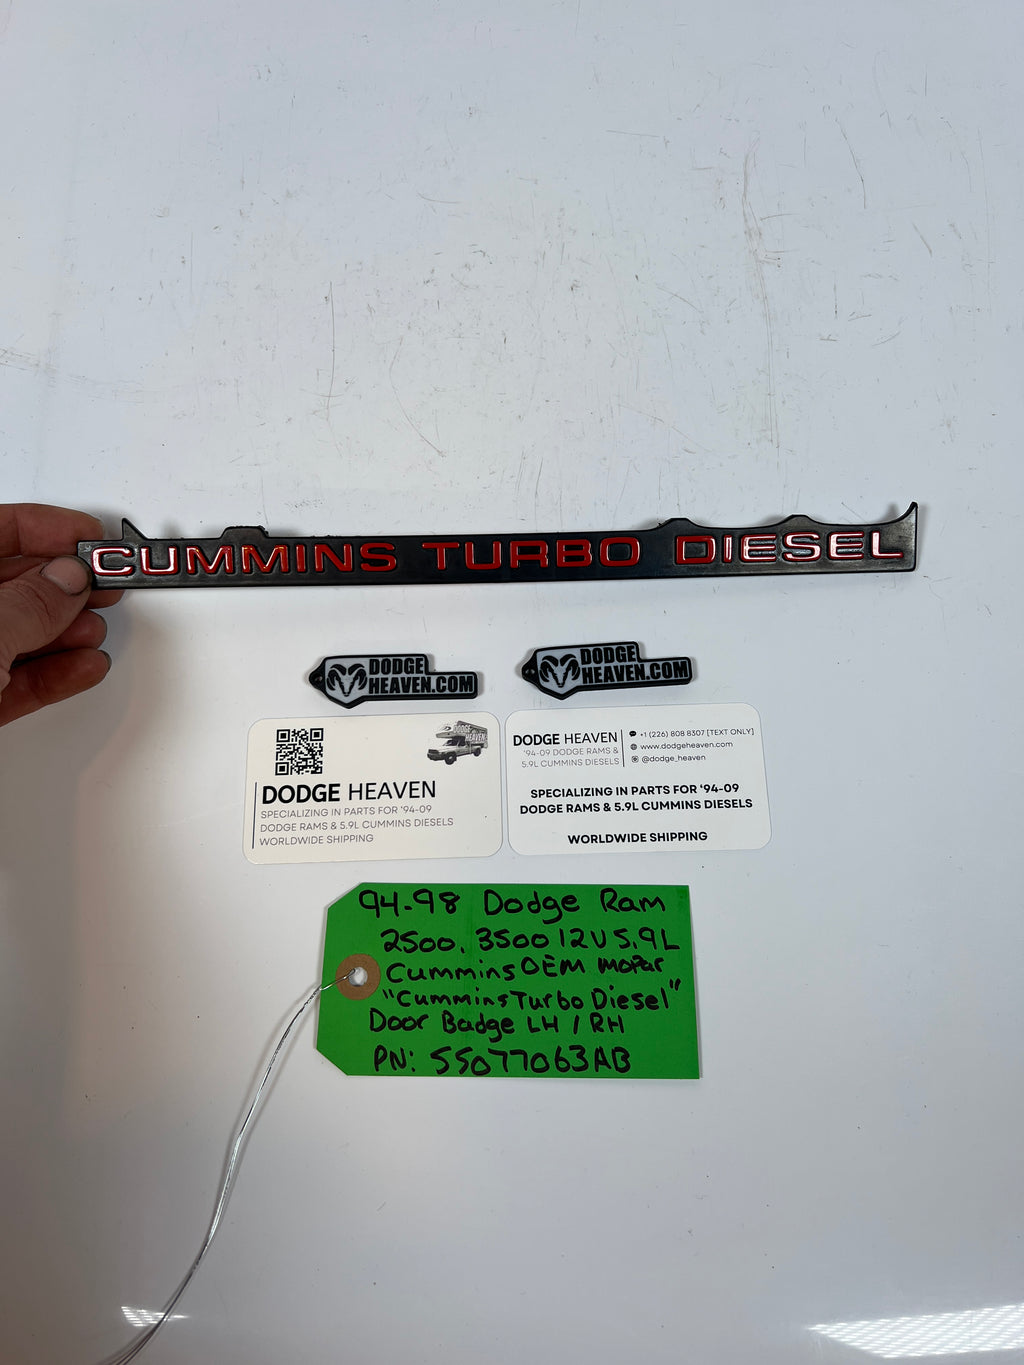 CUMMINS TURBO DIESEL
DODGE
HEAVEN.COM
DODGE
HEAVEN.COM
DODGE
HEAVEN
DODGE HEAVEN
SPECIALIZING IN PARTS FOR '94-09
DODGE RAMS & 5.9L CUMMINS DIESELS
WORLDWIDE SHIPPING
DODGE HEAVEN
'94-09 DODGE RAMS &
5.9L CUMMINS DIESELS
+1 (226) 808 8307 [TEXT ONLY]
www.dodgeheaven.com
@dodge_heaven
SPECIALIZING IN PARTS FOR '94-09
DODGE RAMS & 5.9L CUMMINS DIESELS
WORLDWIDE SHIPPING
94-98 Dodge Ram
2500, 3500 12V 5.9L
Cummins OEM mopar
"Cummins Turbo Diesel"
Door Badge LH / RH
PN: 55077063AB